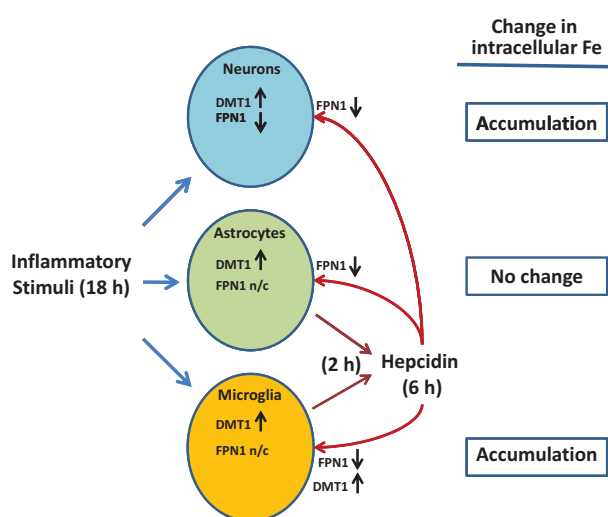 Change in
intracellular Fe
Neurons
DMT1 ↑
FPN1 ↓
FPN1 ↓
Accumulation
Astrocytes
DMT1 ↑
FPN1 n/c
FPN1 ↓
No change
Inflammatory
Stimuli (18 h)
(2 h)
Hepcidin
(6 h)
Microglia
DMT1 ↑
FPN1 n/c
FPN1 ↓
DMT1 ↑
Accumulation